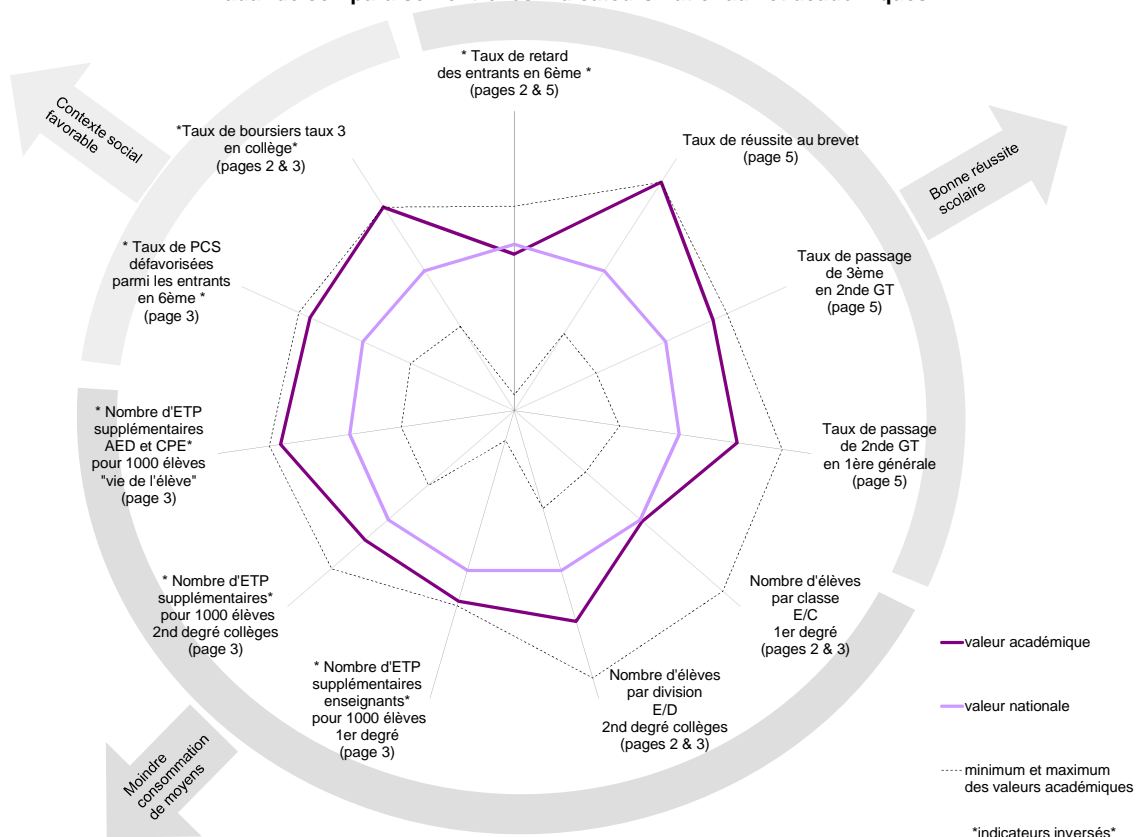 * Taux de retard
des entrants en 6ème *
(pages 2 & 5)
Taux de réussite au brevet
(page 5)
Taux de passage
de 3ème
en 2nde GT
(page 5)
Taux de passage
de 2nde GT
en 1ère générale
(page 5)
Nombre d'élèves
par classe
E/C
1er degré
(pages 2 & 3)
Nombre d'élèves
par division
E/D
2nd degré collèges
(pages 2 & 3)
* Nombre d'ETP
supplémentaires
enseignants*
pour 1000 élèves
1er degré
(page 3)
* Nombre d'ETP
supplémentaires*
pour 1000 élèves
2nd degré collèges
(page 3)
* Nombre d'ETP
supplémentaires
AED et CPE*
pour 1000 élèves
"vie de l'élève"
(page 3)
* Taux de PCS
défavorisées
parmi les entrants
en 6ème *
(page 3)
*Taux de boursiers taux 3
en collège*
(pages 2 & 3)
Contexte social
favorable
Bonne réussite
scolaire
Moindre
consommation
de moyens
valeur académique
valeur nationale
minimum et maximum
des valeurs académiques
*indicateurs inversés*